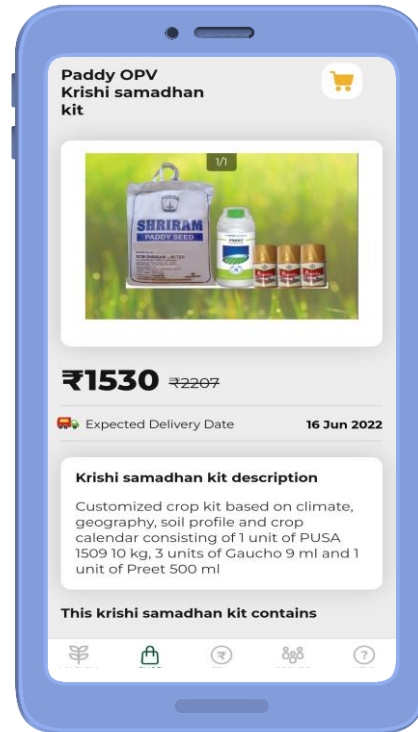 Paddy OPV
Krishi samadhan
kit
1/1
SHRIRAM
PADDY SEED
PREET
₹1530 ₹2207
Expected Delivery Date 16 Jun 2022
Krishi samadhan kit description
Customized crop kit based on climate,
geography, soil profile and crop
calendar consisting of 1 unit of PUSA
1509 10 kg, 3 units of Gaucho 9 ml and 1
unit of Preet 500 ml
This krishi samadhan kit contains